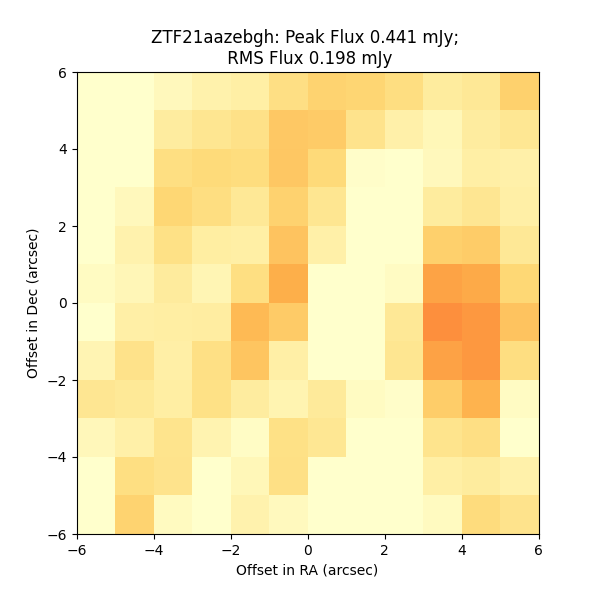 ZTF21aazebgh: Peak Flux 0.441 mJy;
RMS Flux 0.198 mJy
6
4
2
0
−2
−4
−6
Offset in Dec (arcsec)
−6 −4 −2 0 2 4 6
Offset in RA (arcsec)